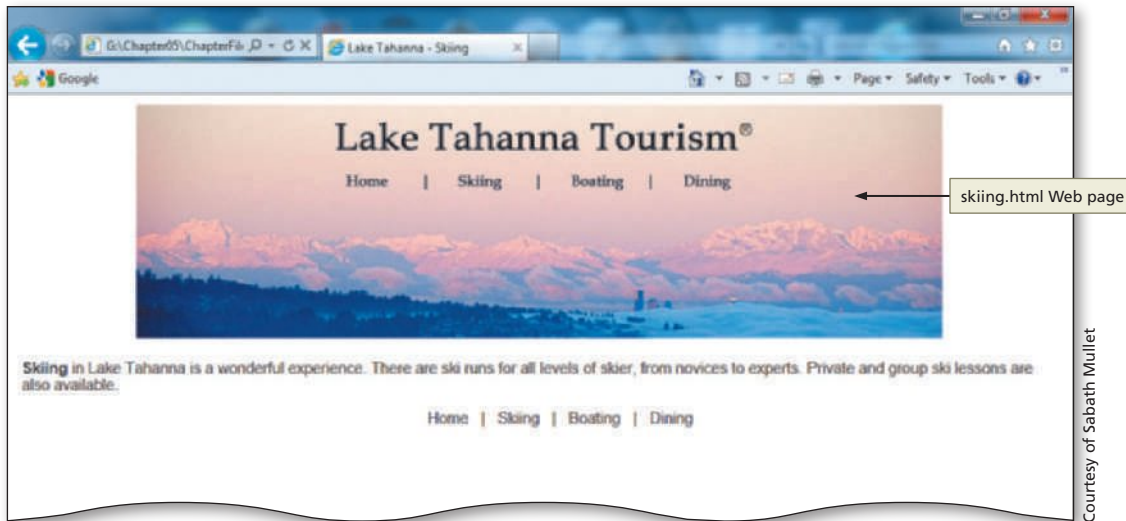 G:\Chapter05\ChapterFile
Lake Tahanna - Skiing
Google
Page
Safety
Tools
Lake Tahanna Tourism®
Home | Skiing | Boating | Dining
skiing.html Web page
Skiing in Lake Tahanna is a wonderful experience. There are ski runs for all levels of skier, from novices to experts. Private and group ski lessons are
also available.
Home | Skiing | Boating | Dining
Courtesy of Sabath Mullet